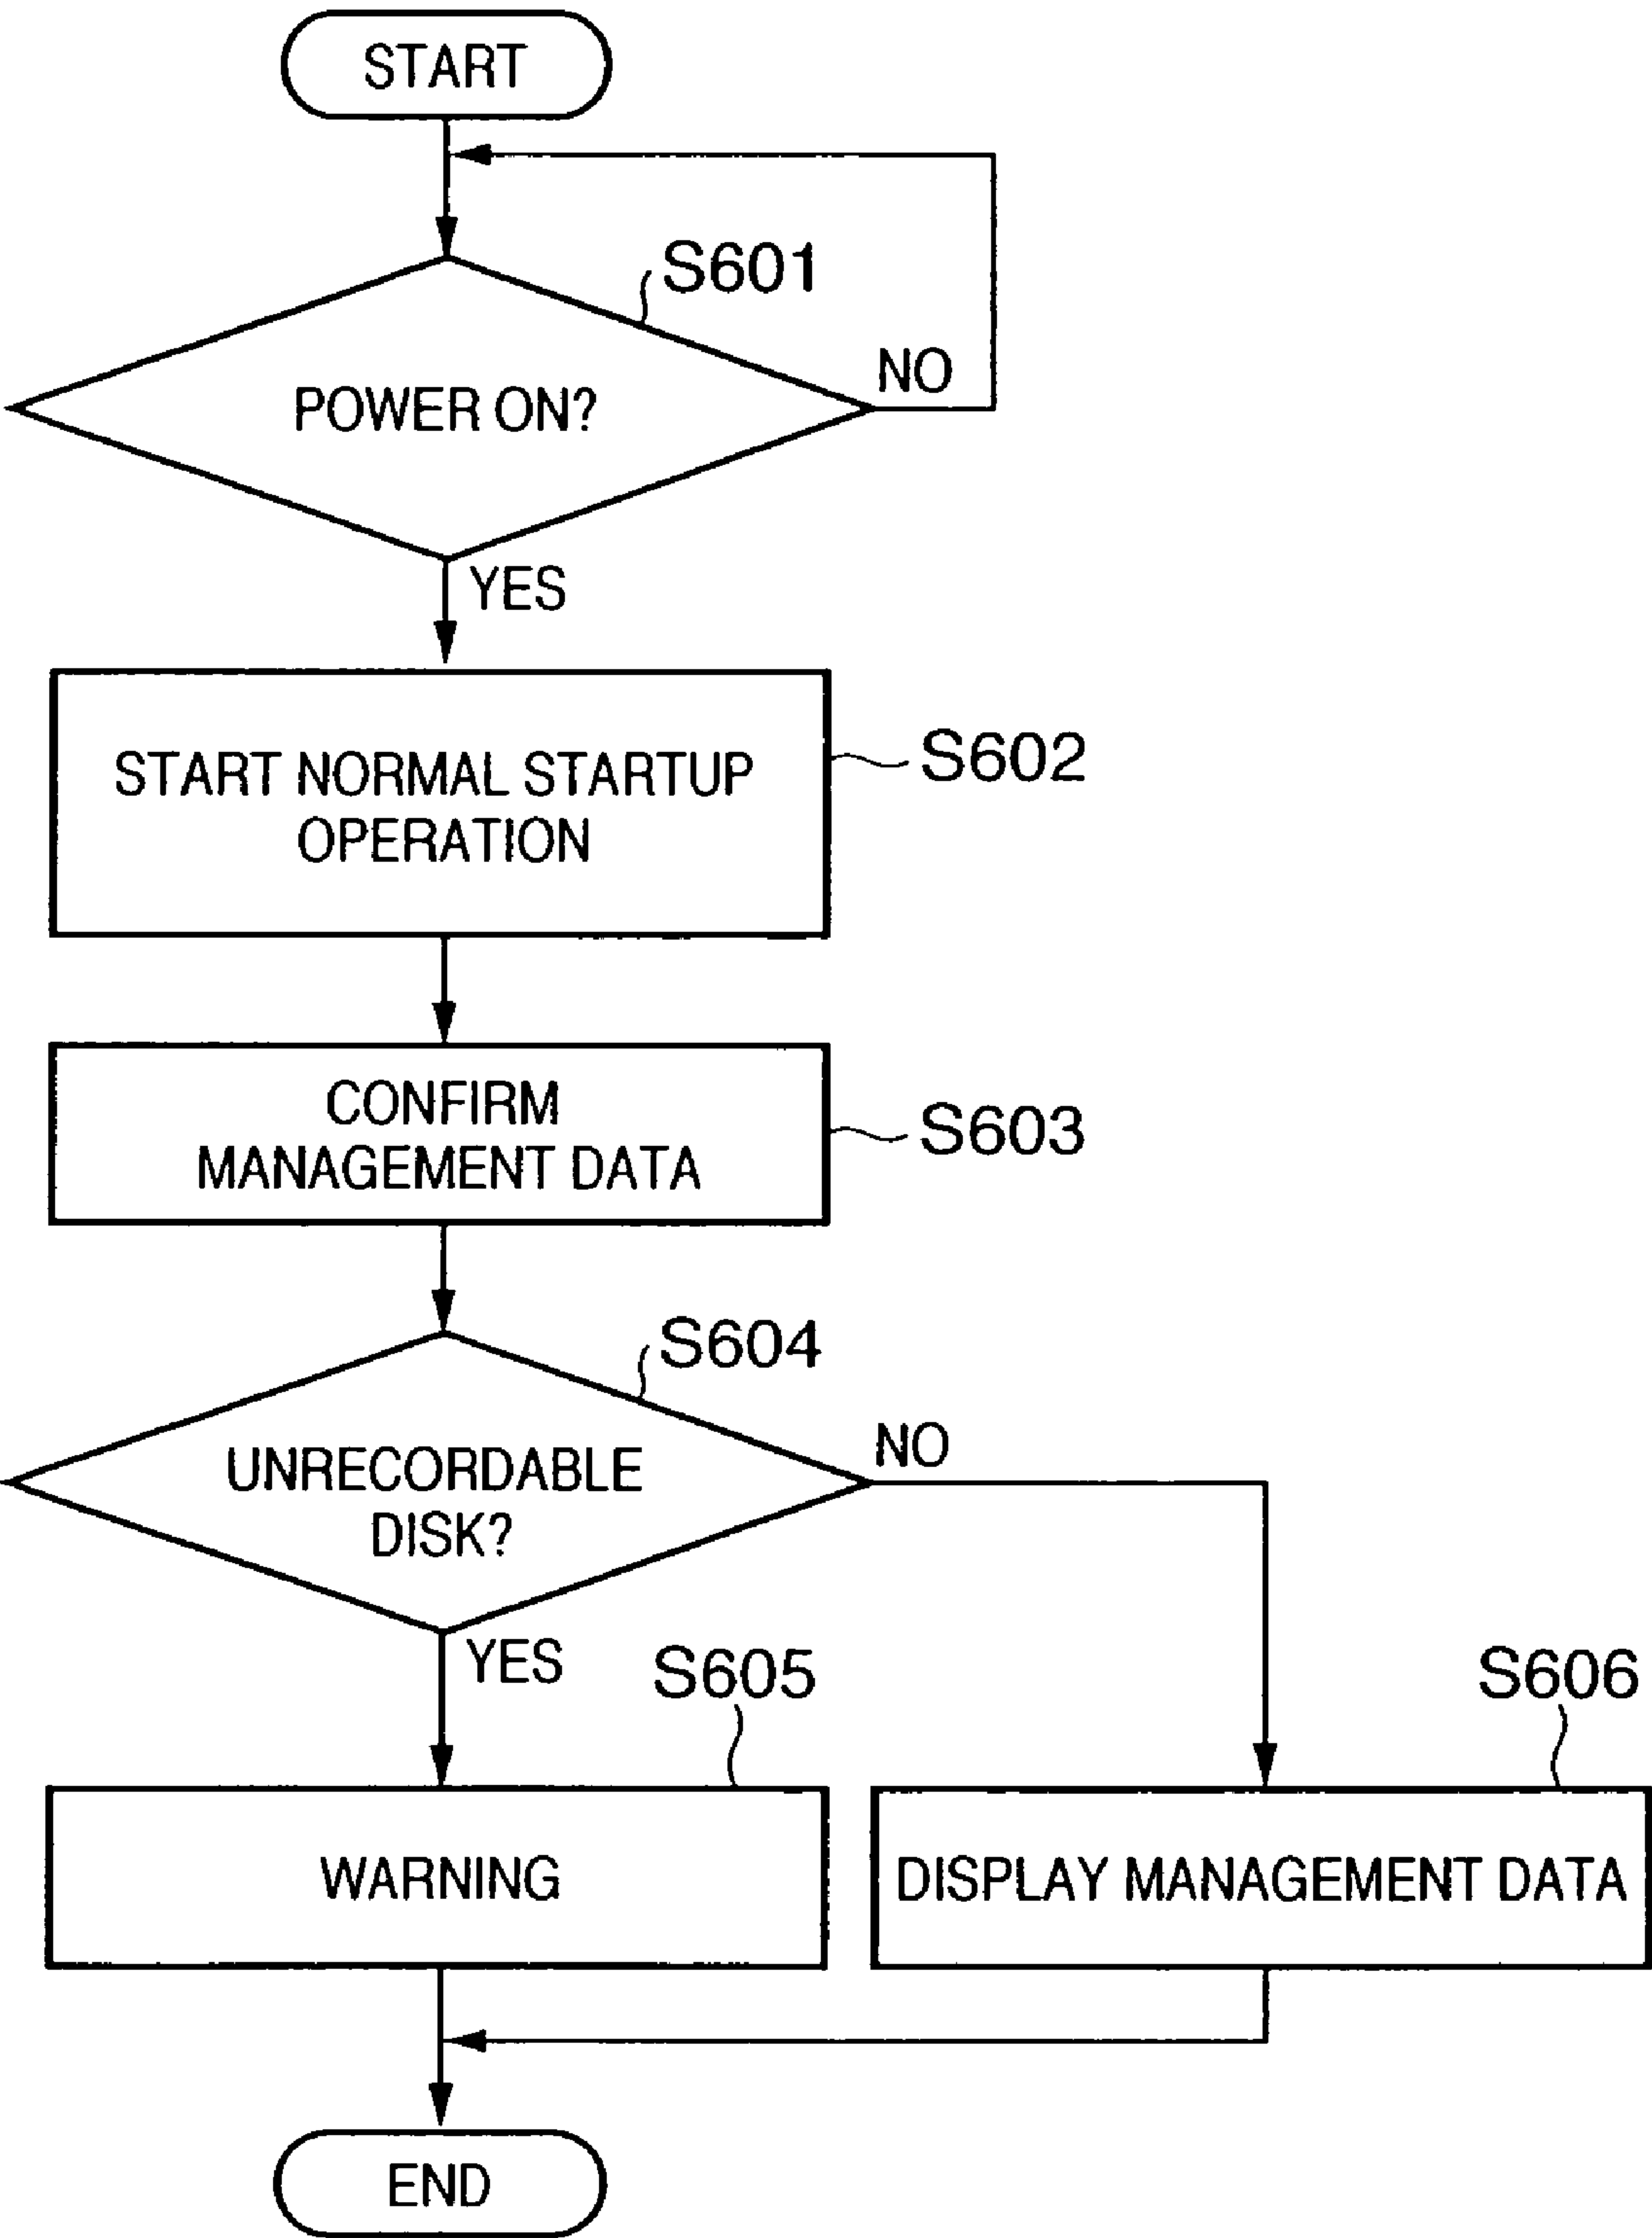 START
S601
NO
POWER ON?
YES
START NORMAL STARTUP
OPERATION
S602
CONFIRM
MANAGEMENT DATA
S603
S604
NO
UNRECORDABLE
DISK?
YES
S605
S606
WARNING
DISPLAY MANAGEMENT DATA
END